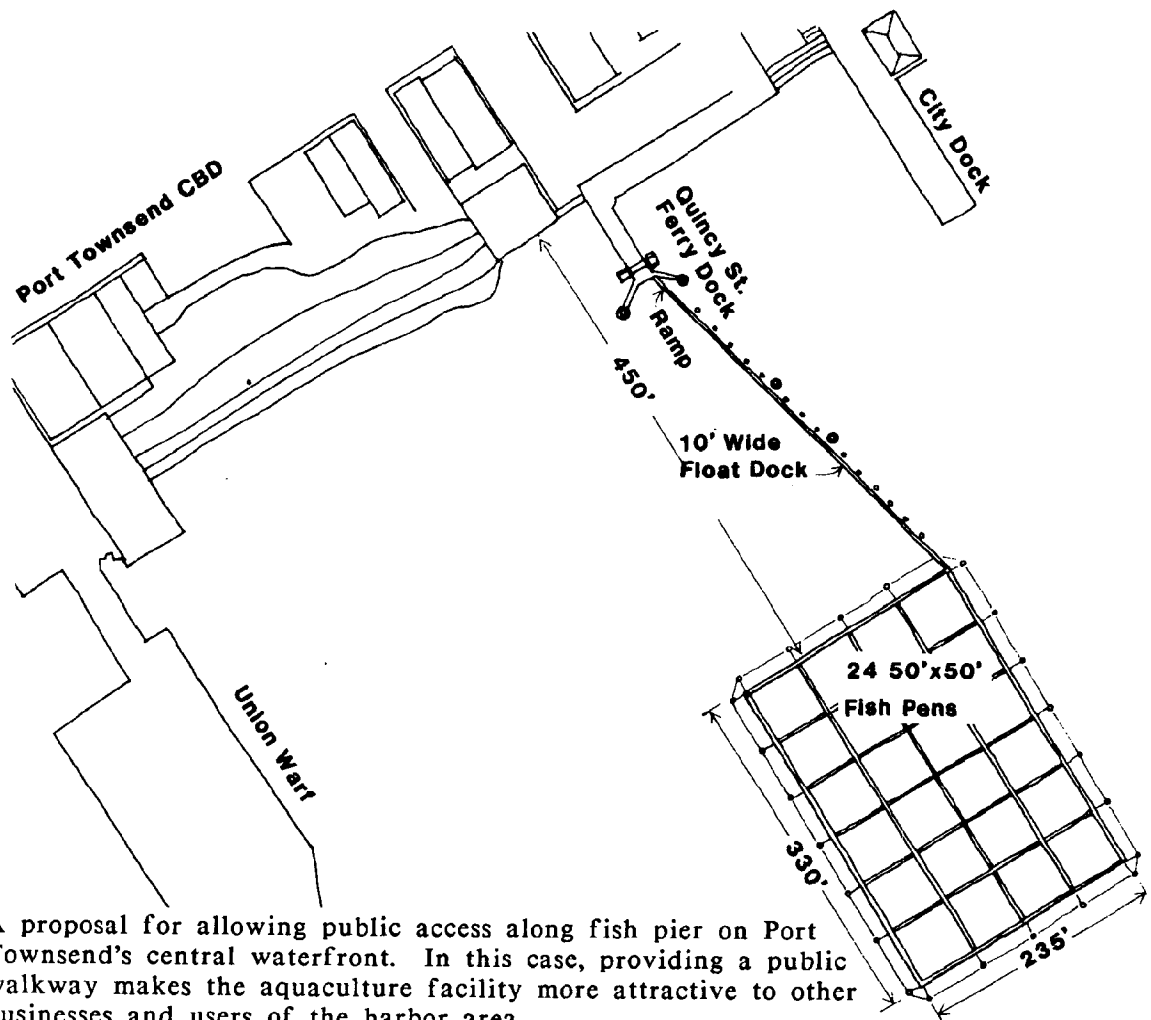 City Dock
Port Townsend CBD
Quincy St.
Ferry Dock
Ramp
450'
10' Wide
Float Dock
24 50'x50'
Fish Pens
Union Warf
330'
235'
proposal for allowing public access along fish pier on Port
Townsend's central waterfront. In this case, providing a public
walkway makes the aquaculture facility more attractive to other
businesses and users of the harbor area